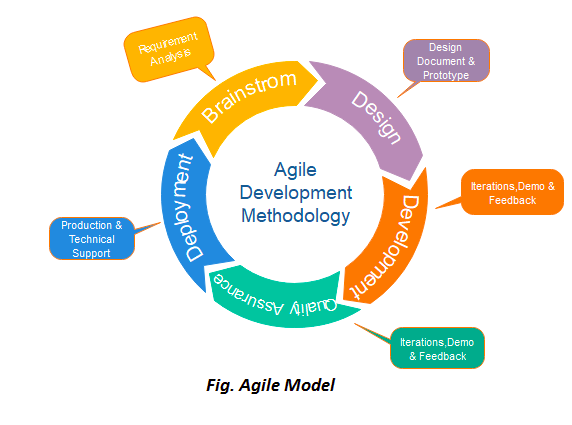 Requirement
Analysis
Brainstrom
Design
Document &
Prototype
Design
Agile
Development
Methodology
Iterations,Demo &
Feedback
Development
Production &
Technical
Support
Deployment
Quality Assurance
Iterations,Demo
& Feedback
Fig. Agile Model